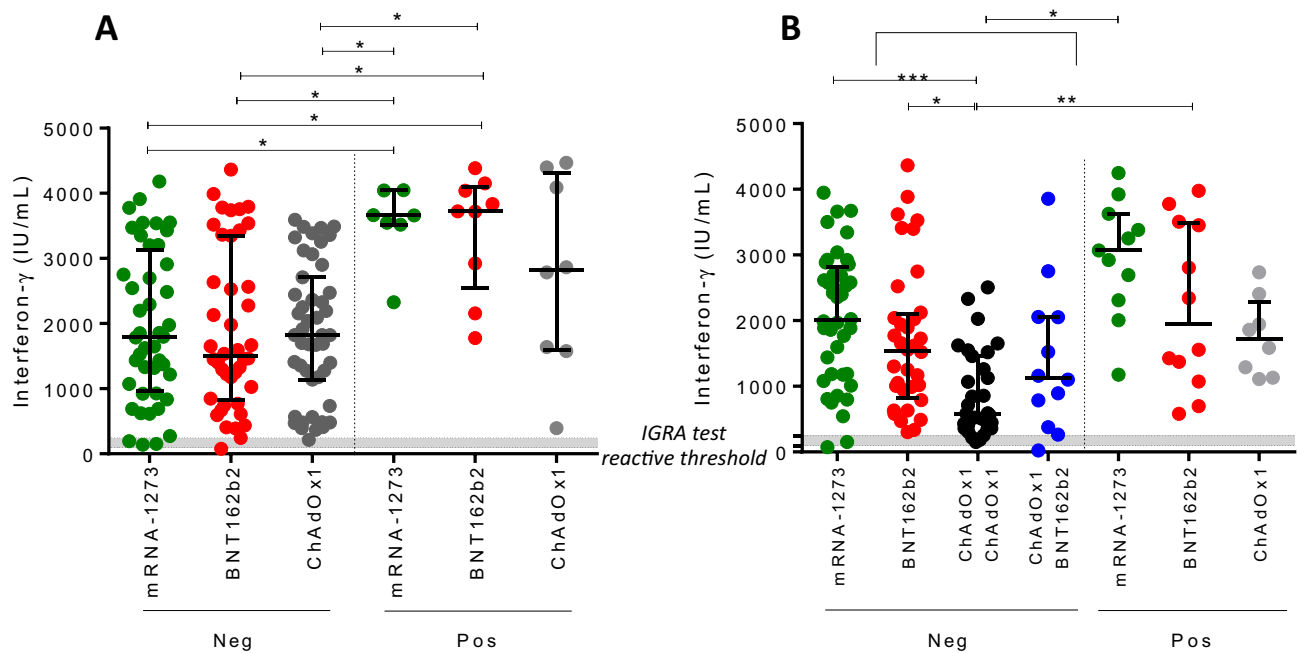 A
*
*
*
*
*
*
Interferon-γ (IU/mL)
5000
4000
3000
2000
1000
0
mRNA-1273
BNT162b2
ChAdOx1
mRNA-1273
BNT162b2
ChAdOx1
Neg
Pos
IGRA test
reactive threshold
B
*
***
*
**
Interferon-γ (IU/mL)
5000
4000
3000
2000
1000
0
mRNA-1273
BNT162b2
ChAdOx1
ChAdOx1
ChAdOx1
BNT162b2
mRNA-1273
BNT162b2
ChAdOx1
Neg
Pos